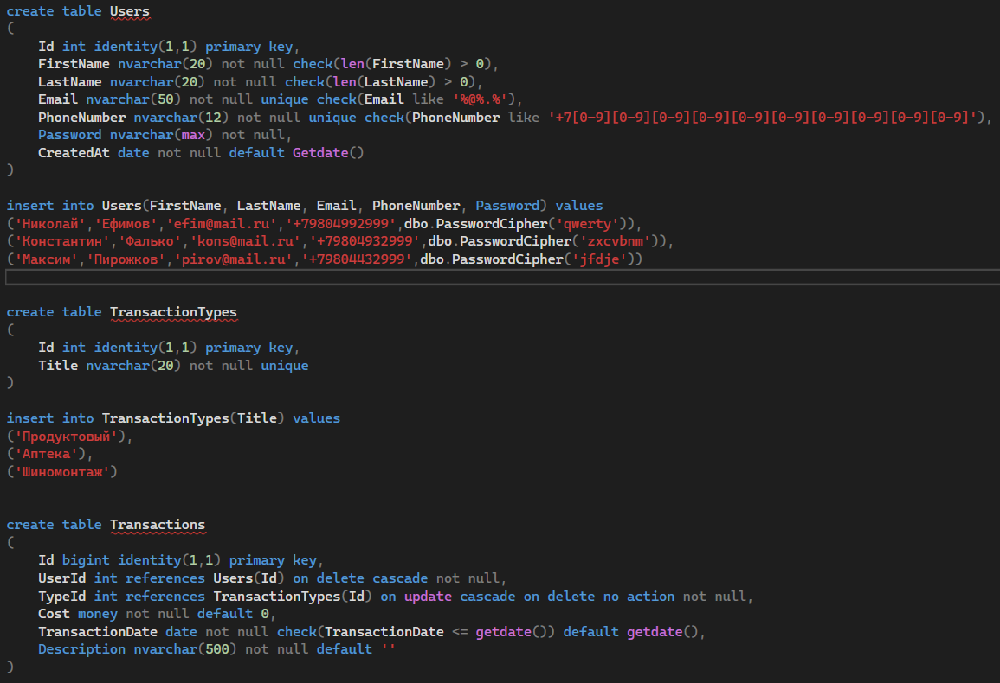 create table Users
(
    Id int identity(1,1) primary key,
    FirstName nvarchar(20) not null check(len(FirstName) > 0),
    LastName nvarchar(20) not null check(len(LastName) > 0),
    Email nvarchar(50) not null unique check(Email like '%@%.%'),
    PhoneNumber nvarchar(12) not null unique check(PhoneNumber like '+7[0-9][0-9][0-9][0-9][0-9][0-9][0-9][0-9][0-9][0-9]'),
    Password nvarchar(max) not null,
    CreatedAt date not null default Getdate()
)
insert into Users(FirstName, LastName, Email, PhoneNumber, Password) values
('Николай','Ефимов','efim@mail.ru','+79804992999',dbo.PasswordCipher('qwerty')),
('Константин','Фалько','kons@mail.ru','+79804932999',dbo.PasswordCipher('zxcvbnm')),
('Максим','Пирожков','pirov@mail.ru','+79804432999',dbo.PasswordCipher('jfdje'))
create table TransactionTypes
(
    Id int identity(1,1) primary key,
    Title nvarchar(20) not null unique
)
insert into TransactionTypes(Title) values
('Продуктовый'),
('Аптека'),
('Шиномонтаж')
create table Transactions
(
    Id bigint identity(1,1) primary key,
    UserId int references Users(Id) on delete cascade not null,
    TypeId int references TransactionTypes(Id) on update cascade on delete no action not null,
    Cost money not null default 0,
    TransactionDate date not null check(TransactionDate <= getdate()) default getdate(),
    Description nvarchar(500) not null default ''
)